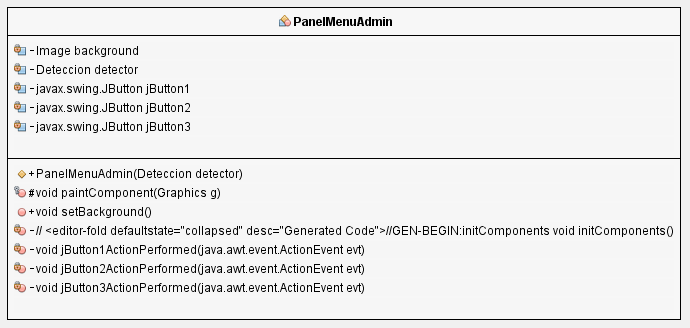 PanelMenuAdmin
-Image background
-Deteccion detector
-javax.swing.JButton jButton1
-javax.swing.JButton jButton2
-javax.swing.JButton jButton3
+PanelMenuAdmin(Deteccion detector)
#void paintComponent(Graphics g)
+void setBackground()
-// <editor-fold defaultstate="collapsed" desc="Generated Code">//GEN-BEGIN:initComponents void initComponents()
-void jButton1ActionPerformed(java.awt.event.ActionEvent evt)
-void jButton2ActionPerformed(java.awt.event.ActionEvent evt)
-void jButton3ActionPerformed(java.awt.event.ActionEvent evt)